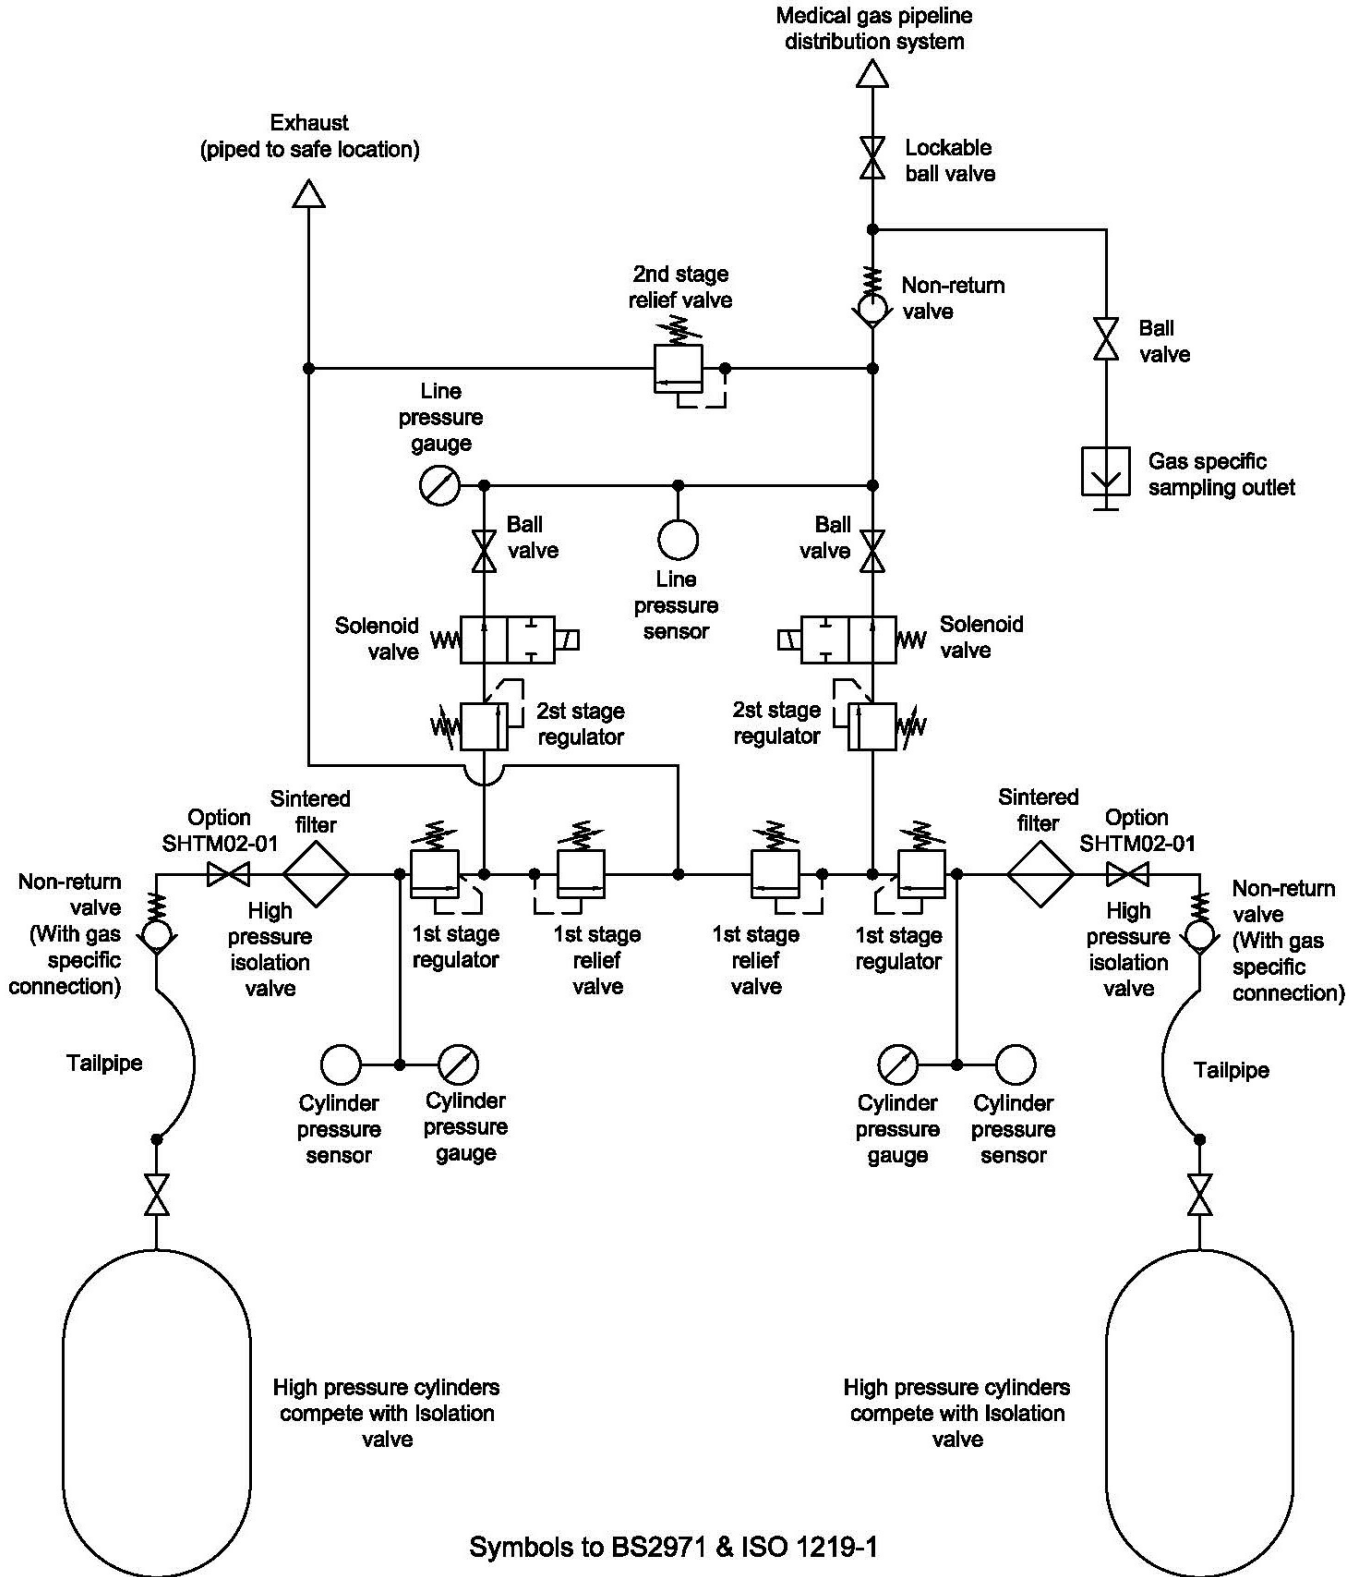 Medical gas pipeline
distribution system
Exhaust
(piped to safe location)
Lockable
ball valve
2nd stage
relief valve
Non-return
valve
Ball
valve
Line
pressure
gauge
Gas specific
sampling outlet
Ball
valve
Ball
valve
Line
pressure
sensor
Solenoid
valve
Solenoid
valve
2st stage
regulator
2st stage
regulator
Option
SHTM02-01
Sintered
filter
Sintered
filter
Option
SHTM02-01
Non-return
valve
(With gas
specific
connection)
High
pressure
isolation
valve
1st stage
regulator
1st stage
relief
valve
1st stage
relief
valve
1st stage
regulator
High
pressure
isolation
valve
Non-return
valve
(With gas
specific
connection)
Tailpipe
Tailpipe
Cylinder
pressure
sensor
Cylinder
pressure
gauge
Cylinder
pressure
gauge
Cylinder
pressure
sensor
High pressure cylinders
compete with Isolation
valve
High pressure cylinders
compete with Isolation
valve
Symbols to BS2971 & ISO 1219-1